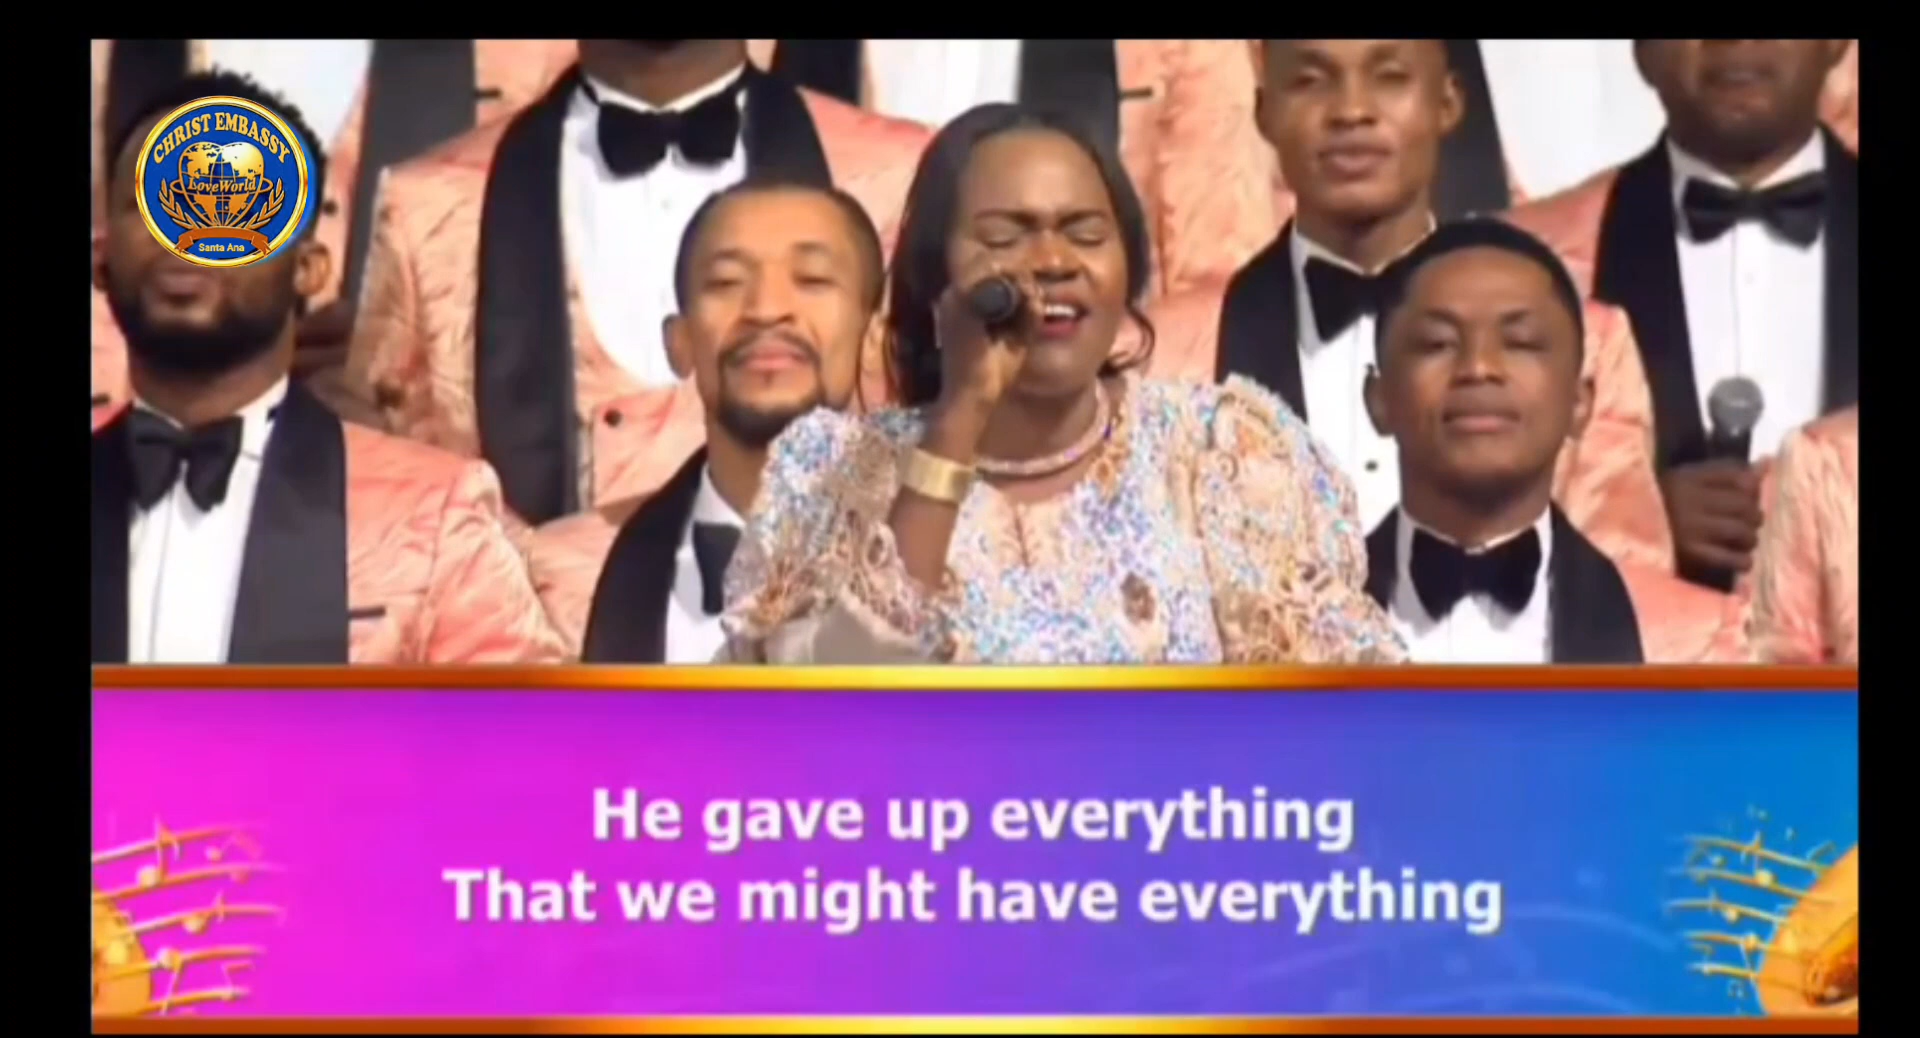 CHRIST EMBASSY
LoveWorld
Santa Ana
He gave up everything
That we might have everything